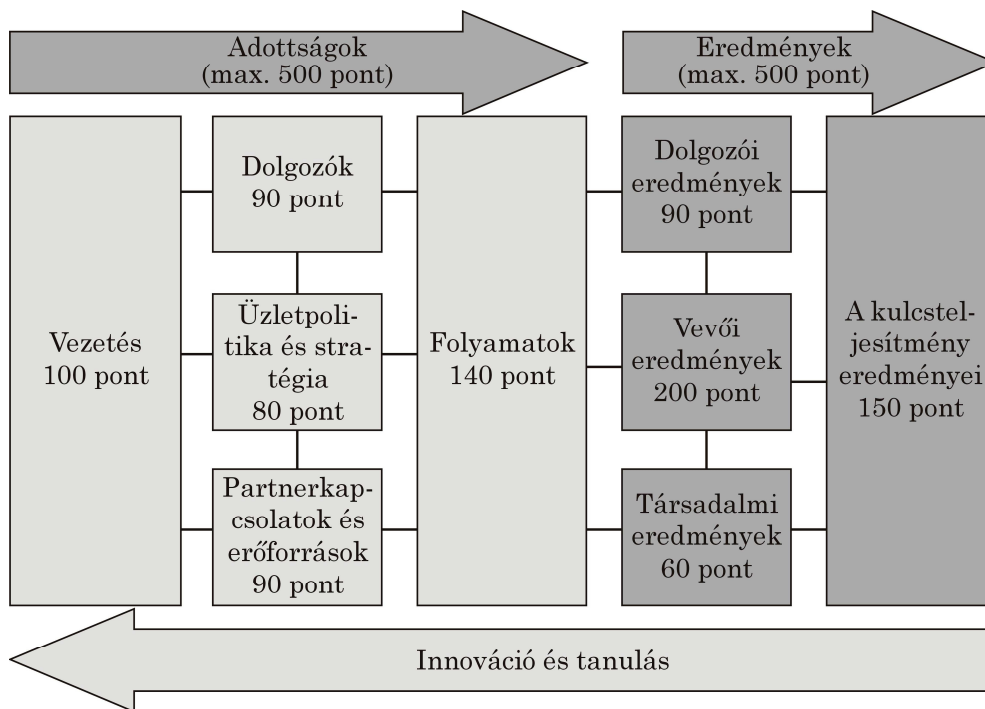 Adottságok
(max. 500 pont)
Eredmények
(max. 500 pont)
Vezetés
100 pont
Dolgozók
90 pont
Üzletpoli-
tika és stra-
tégia
80 pont
Partnerkap-
csolatok és
erőforrások
90 pont
Folyamatok
140 pont
Dolgozói
eredmények
90 pont
Vevői
eredmények
200 pont
Társadalmi
eredmények
60 pont
A kulcstel-
jesítmény
eredményei
150 pont
Innováció és tanulás